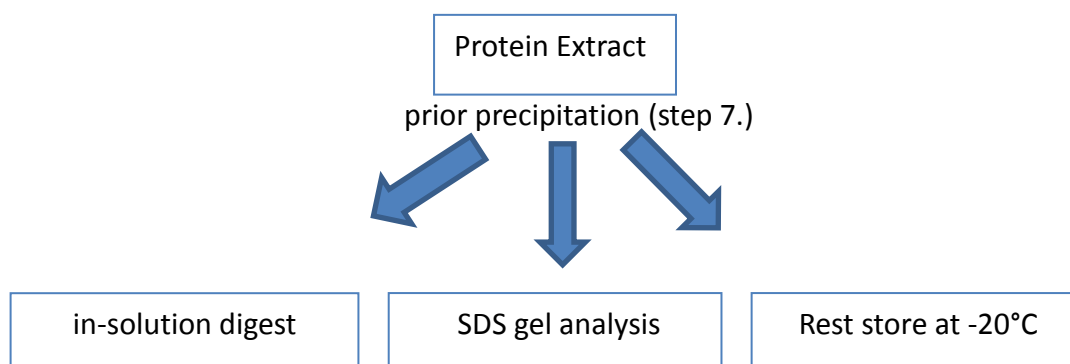 Protein Extract
prior precipitation (step 7.)
in-solution digest
SDS gel analysis
Rest store at -20°C